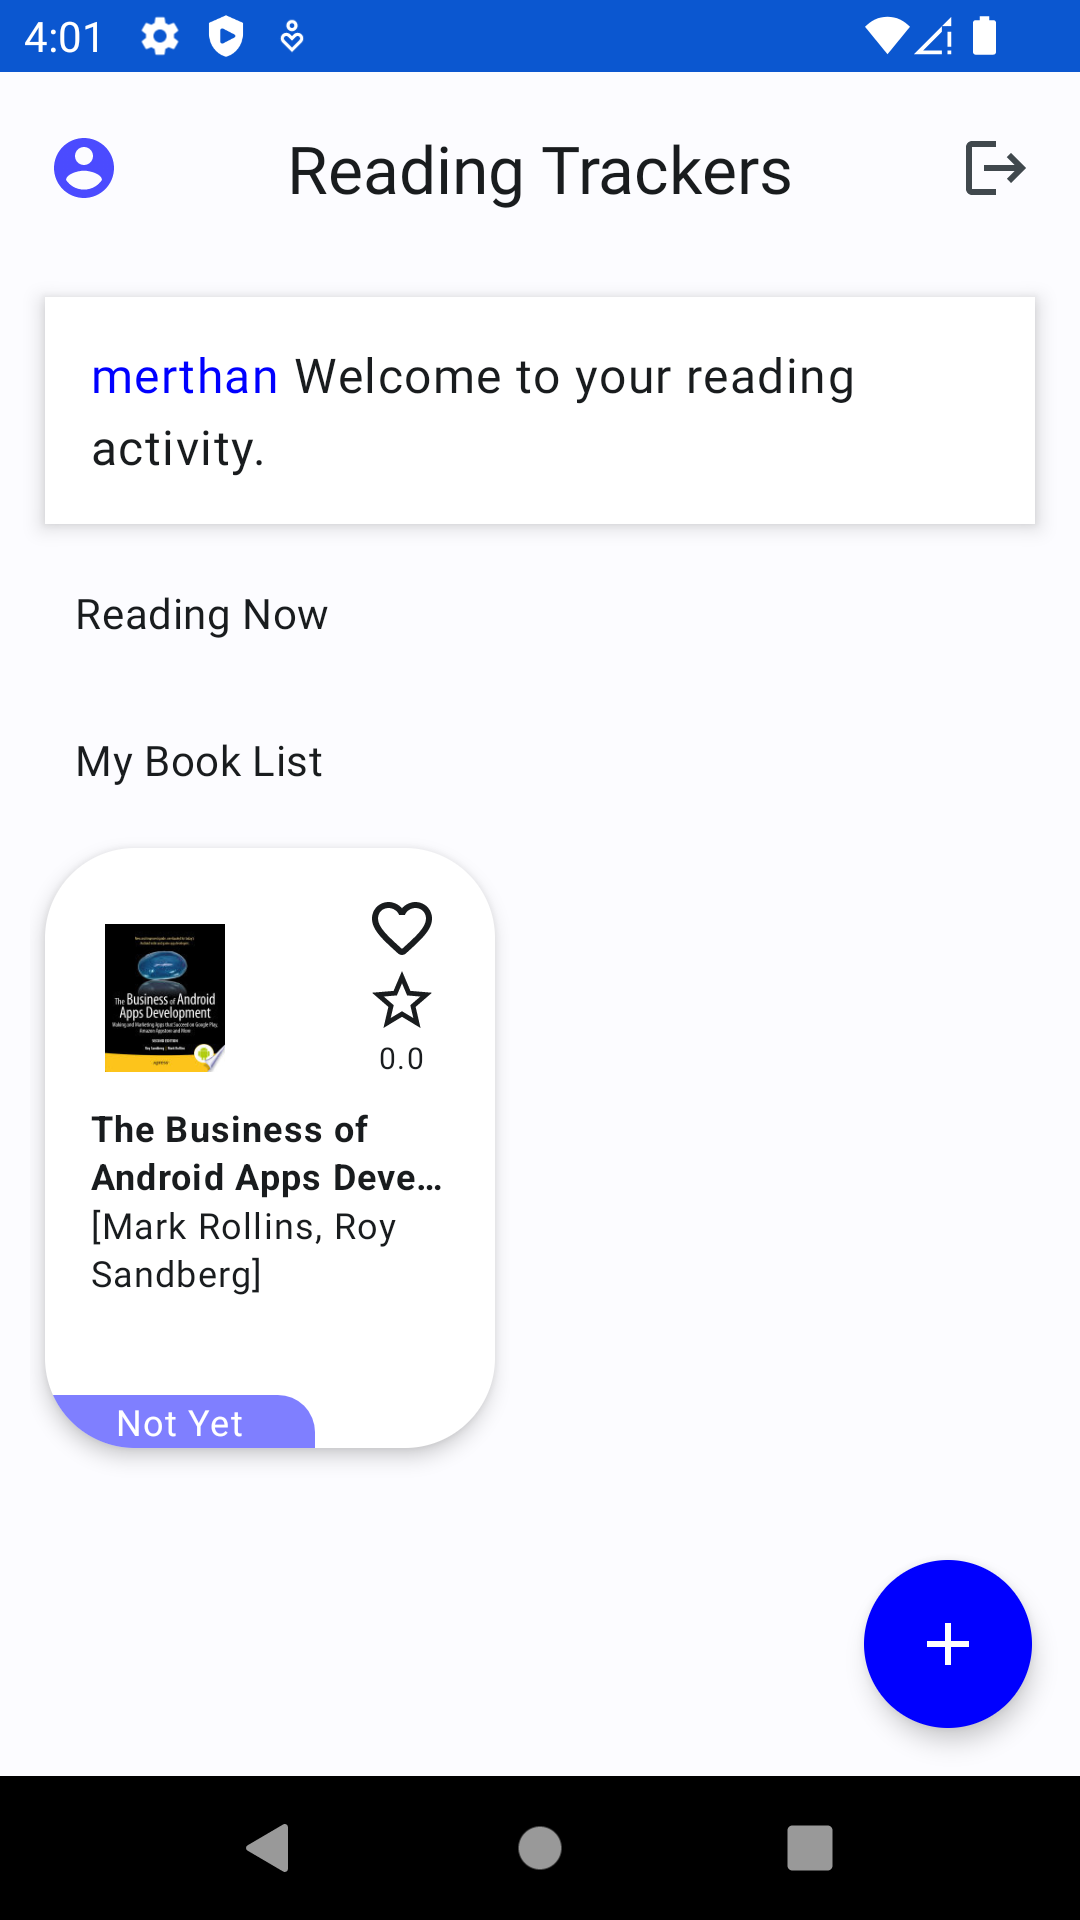 4:01
Reading Trackers
merthan Welcome to your reading
activity.
Reading Now
My Book List
The Business of Android
Apps Development
0.0
The Business of
Android Apps Deve…
[Mark Rollins, Roy
Sandberg]
Not Yet